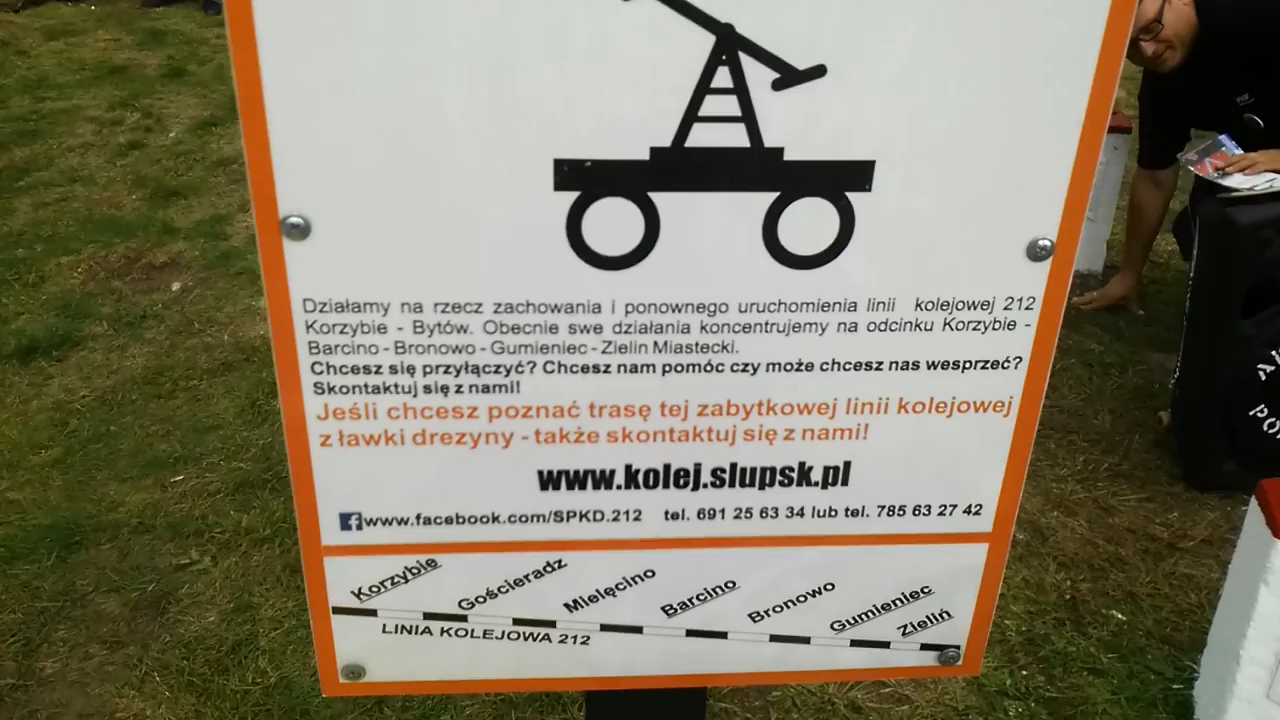 Działamy na rzecz zachowania i ponownego uruchomienia linii kolejowej 212
Korzybie - Bytów. Obecnie swe działania koncentrujemy na odcinku Korzybie -
Barcino - Bronowo - Gumieniec - Zielin Miastecki.
Chcesz się przyłączyć? Chcesz nam pomóc czy może chcesz nas wesprzeć?
Skontaktuj się z nami!
Jeśli chcesz poznać trasę tej zabytkowej linii kolejowej
z ławki drezyny - także skontaktuj się z nami!
www.kolej.slupsk.pl
f www.facebook.com/SPKD.212 tel. 691 25 63 34 lub tel. 785 63 27 42
Korzybie Gościeradz Mielęcino Barcino Bronowo Gumieniec Zieliń
LINIA KOLEJOWA 212